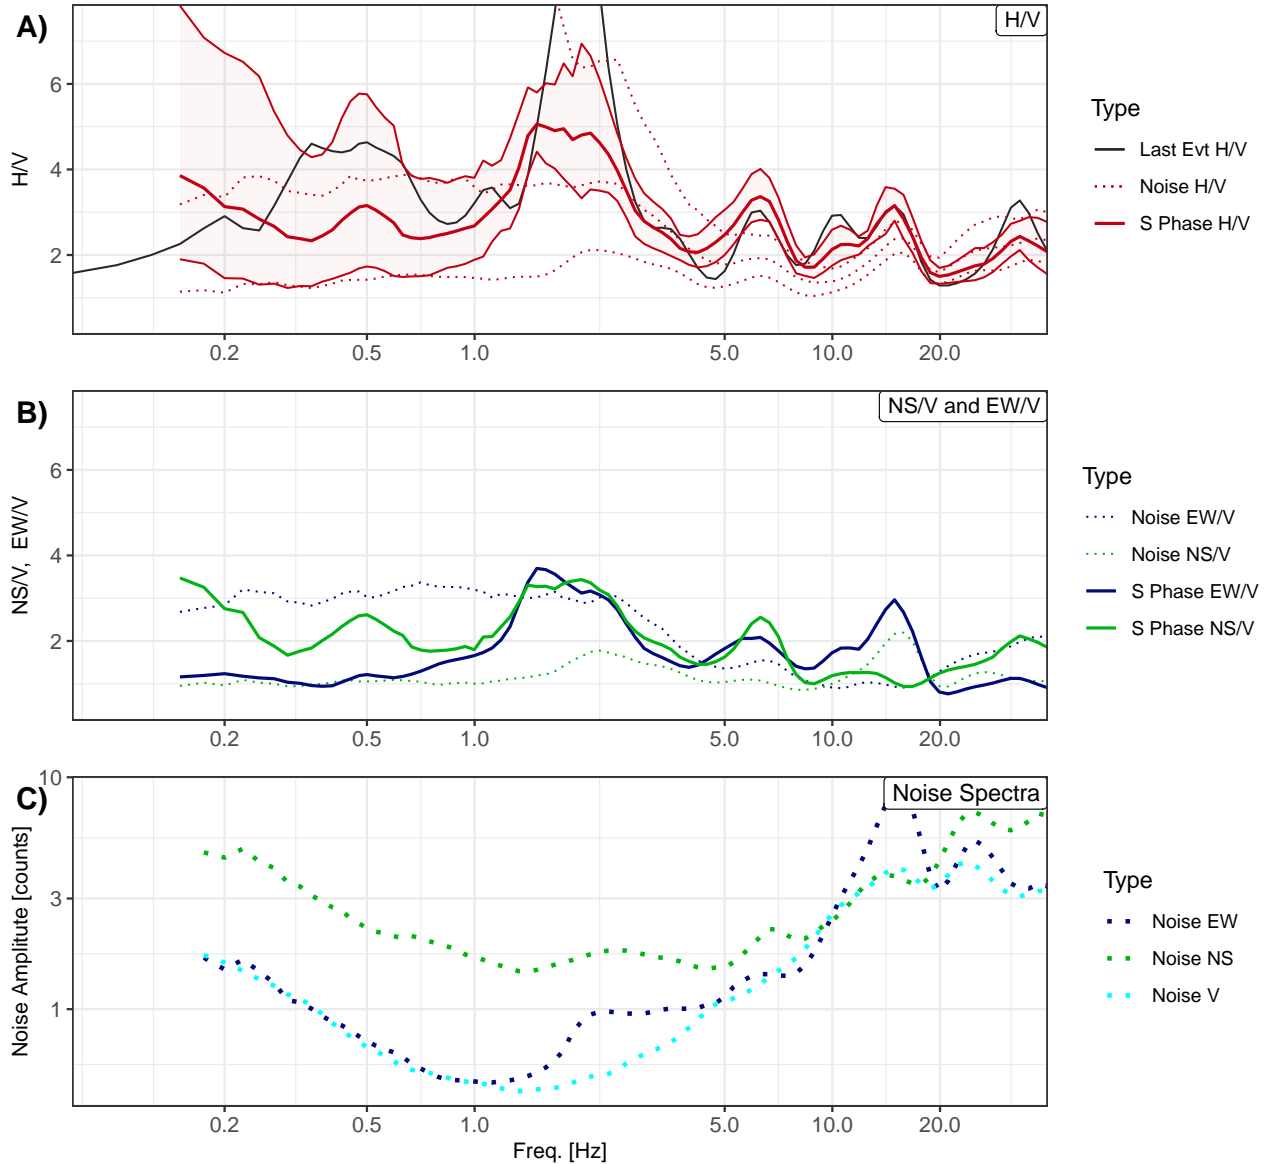 A)
H/V
H/V
6
4
2
0.2 0.5 1.0 5.0 10.0 20.0
Type
Last Evt H/V
Noise H/V
S Phase H/V
B)
NS/V and EW/V
NS/V, EW/V
6
4
2
0.2 0.5 1.0 5.0 10.0 20.0
Type
Noise EW/V
Noise NS/V
S Phase EW/V
S Phase NS/V
C)
Noise Spectra
Noise Amplitude [counts]
10
3
1
0.2 0.5 1.0 5.0 10.0 20.0
Freq. [Hz]
Type
Noise EW
Noise NS
Noise V